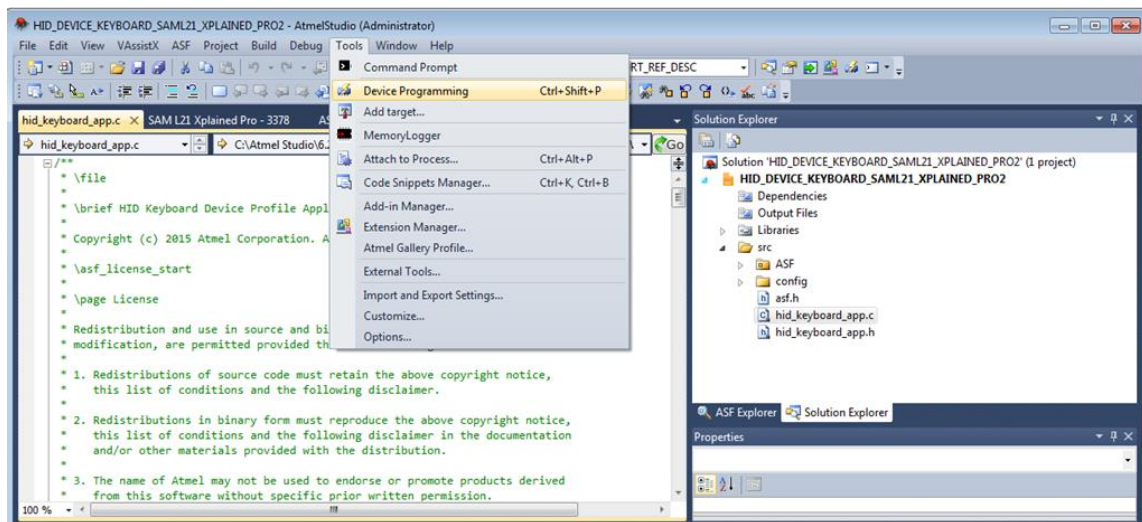 HID_DEVICE_KEYBOARD_SAML21_XPLAINED_PRO2 - AtmelStudio (Administrator)
File Edit View VAssistX ASF Project Build Debug Tools Window Help
RT_REF_DESC
Command Prompt
Device Programming Ctrl+Shift+P
Add target...
MemoryLogger
Attach to Process... Ctrl+Alt+P
Code Snippets Manager... Ctrl+K, Ctrl+B
Add-in Manager...
Extension Manager...
Atmel Gallery Profile...
External Tools...
Import and Export Settings...
Customize...
Options...
hid_keyboard_app.c SAM L21 Xplained Pro - 3378 AS
hid_keyboard_app.c C:\Atmel Studio\6. Go
/**
* \file
*
* \brief HID Keyboard Device Profile Appl
*
* Copyright (c) 2015 Atmel Corporation. A
*
* \asf_license_start
*
* \page License
*
* Redistribution and use in source and bi
* modification, are permitted provided th
*
* 1. Redistributions of source code must retain the above copyright notice,
* this list of conditions and the following disclaimer.
*
* 2. Redistributions in binary form must reproduce the above copyright notice,
* this list of conditions and the following disclaimer in the documentation
* and/or other materials provided with the distribution.
*
* 3. The name of Atmel may not be used to endorse or promote products derived
* from this software without specific prior written permission.
100 %
Solution Explorer
Solution 'HID_DEVICE_KEYBOARD_SAML21_XPLAINED_PRO2' (1 project)
HID_DEVICE_KEYBOARD_SAML21_XPLAINED_PRO2
Dependencies
Output Files
Libraries
src
ASF
config
asf.h
hid_keyboard_app.c
hid_keyboard_app.h
ASF Explorer Solution Explorer
Properties